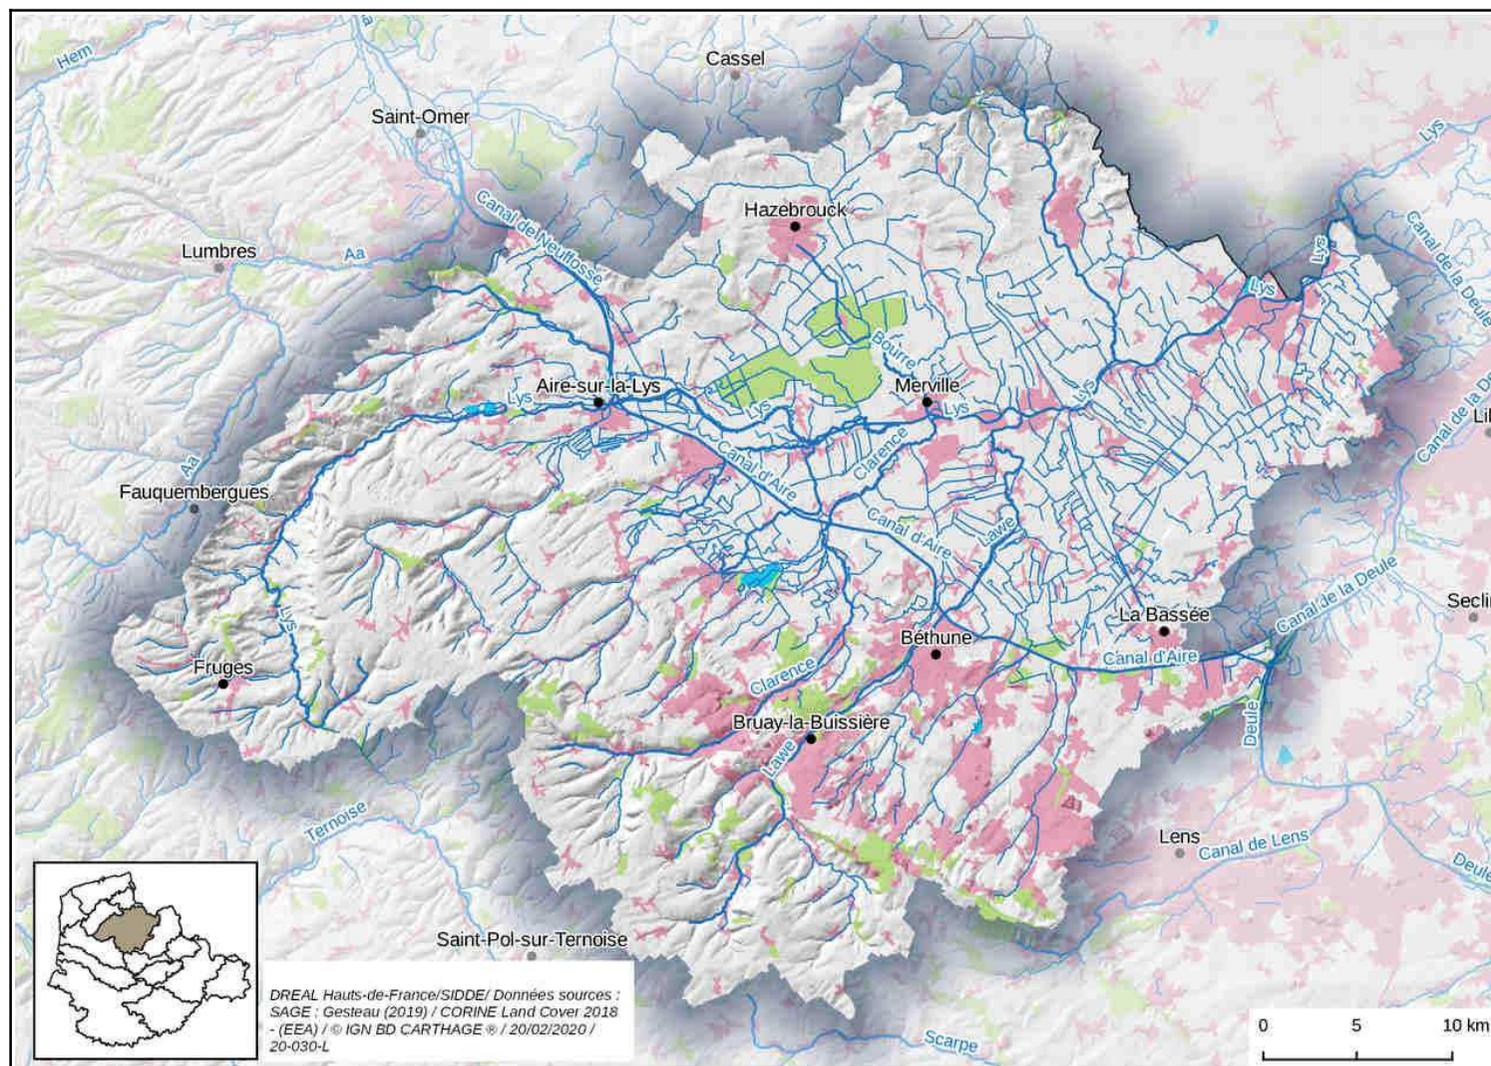 Cassel
Hem
Saint-Omer
Lys
Canal de Neuffossé
Hazebrouck
Lumbres
Aa
Canal de la Deule
Lys
Lys
Bourre
Aire-sur-la-Lys
Merville
Lys
Lys
Lys
Lys
Clarence
Canal d'Aire
Aa
Fauquembergues
Canal d'Aire
Lawe
Lys
Canal de la Deule
La Bassée
Béthune
Canal d'Aire
Fruges
Clarence
Bruay-la-Buissière
Deule
Lawe
Ternoise
Lens
Canal de Lens
Deule
Saint-Pol-sur-Ternoise
DREAL Hauts-de-France/SIDDE/ Données sources :
SAGE : Gesteau (2019) / CORINE Land Cover 2018
- (EEA) / © IGN BD CARTHAGE ® / 20/02/2020 /
20-030-L
Scarpe
0 5 10 km